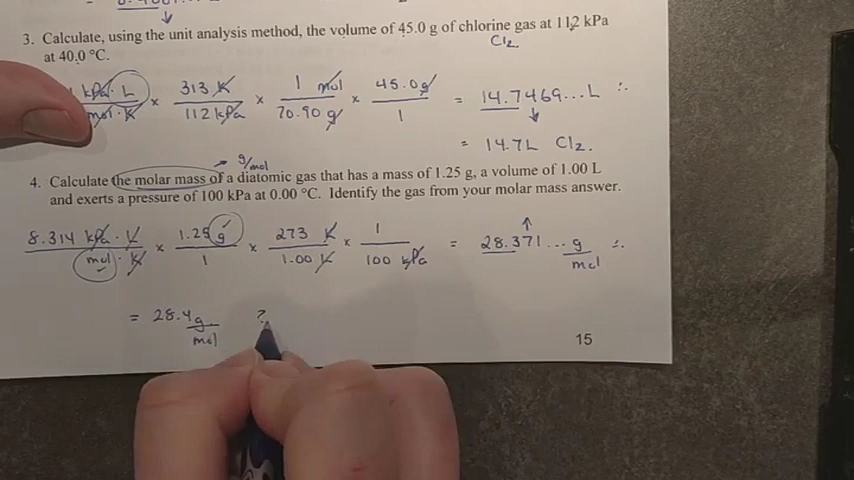 3. Calculate, using the unit analysis method, the volume of 45.0 g of chlorine gas at 112 kPa
Cl₂
at 40.0 °C.
kPa · L / mol · K × 313 K / 112 kPa × 1 mol / 70.90 g × 45.0 g / 1 = 14.7469... L ∴
= 14.7 L Cl₂.
→ g/mol
4. Calculate the molar mass of a diatomic gas that has a mass of 1.25 g, a volume of 1.00 L
and exerts a pressure of 100 kPa at 0.00 °C. Identify the gas from your molar mass answer.
8.314 kPa · L / mol · K × 1.25 g / 1 × 273 K / 1.00 L × 1 / 100 kPa = 28.371... g / mol ∴
= 28.4 g / mol ?
15